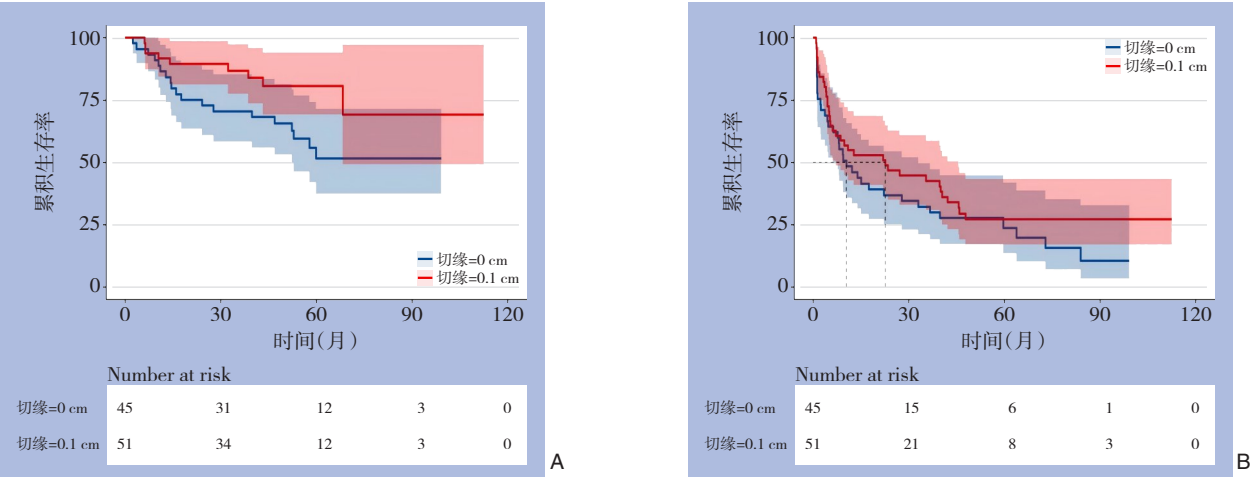 100
75
50
25
0
累积生存率
切缘=0 cm
切缘=0.1 cm
0 30 60 90 120
时间(月)
Number at risk
切缘=0 cm 45 31 12 3 0
切缘=0.1 cm 51 34 12 3 0
A
100
75
50
25
0
累积生存率
切缘=0 cm
切缘=0.1 cm
0 30 60 90 120
时间(月)
Number at risk
切缘=0 cm 45 15 6 1 0
切缘=0.1 cm 51 21 8 3 0
B